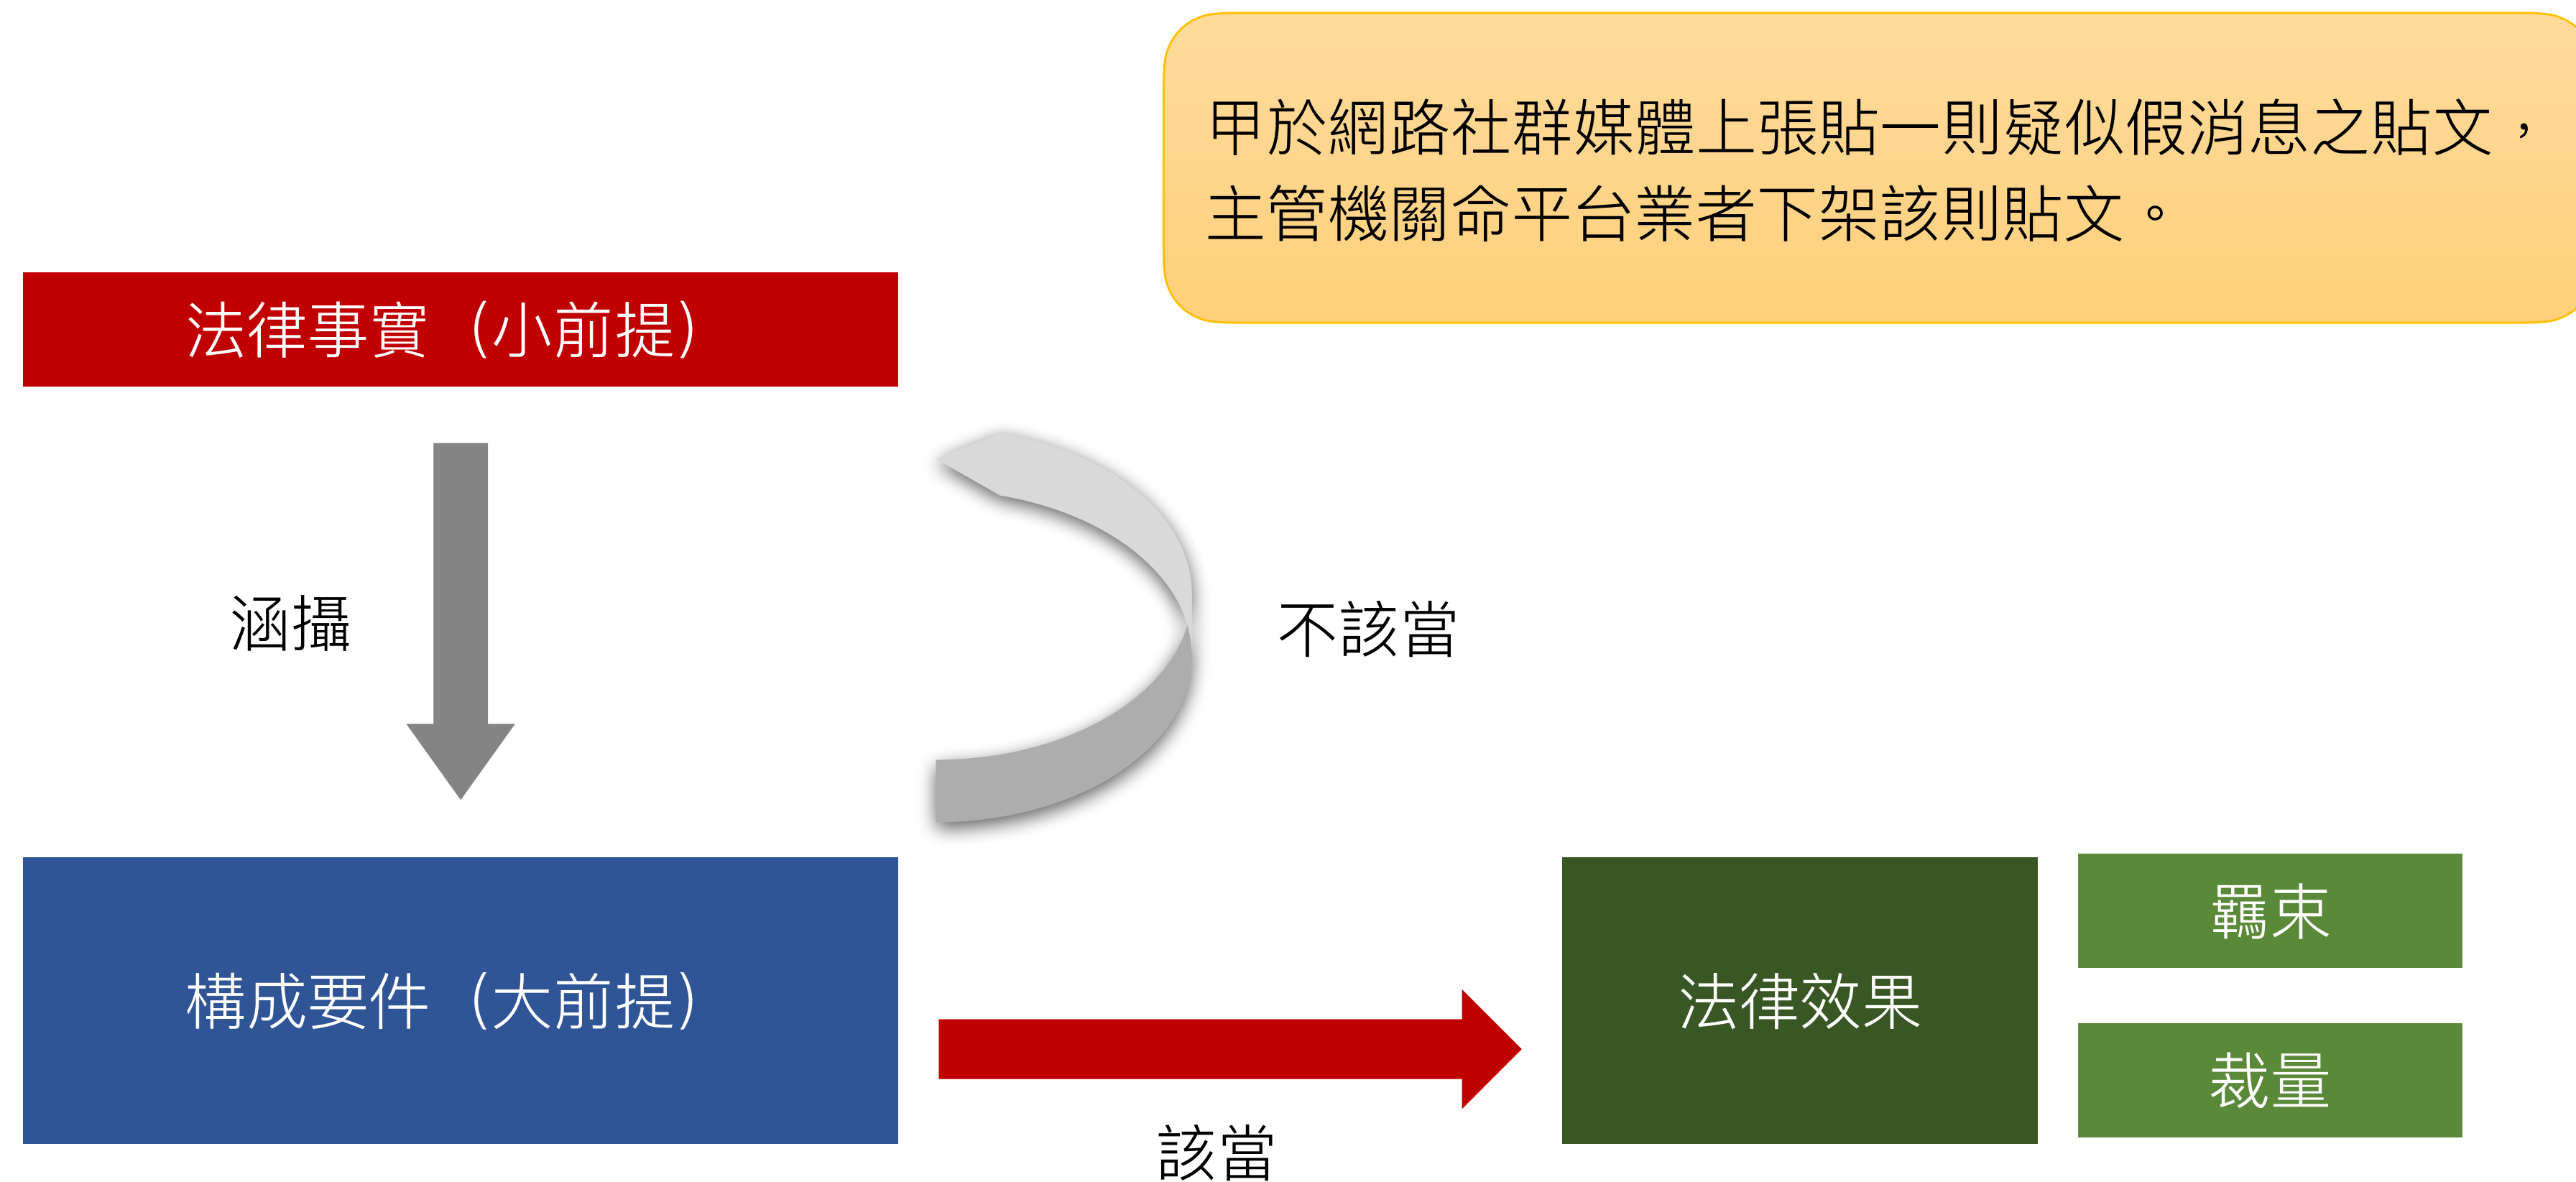 甲於網路社群媒體上張貼一則疑似假消息之貼文，
主管機關命平台業者下架該則貼文。
法律事實（小前提）
涵攝
不該當
構成要件（大前提）
法律效果
羈束
裁量
該當